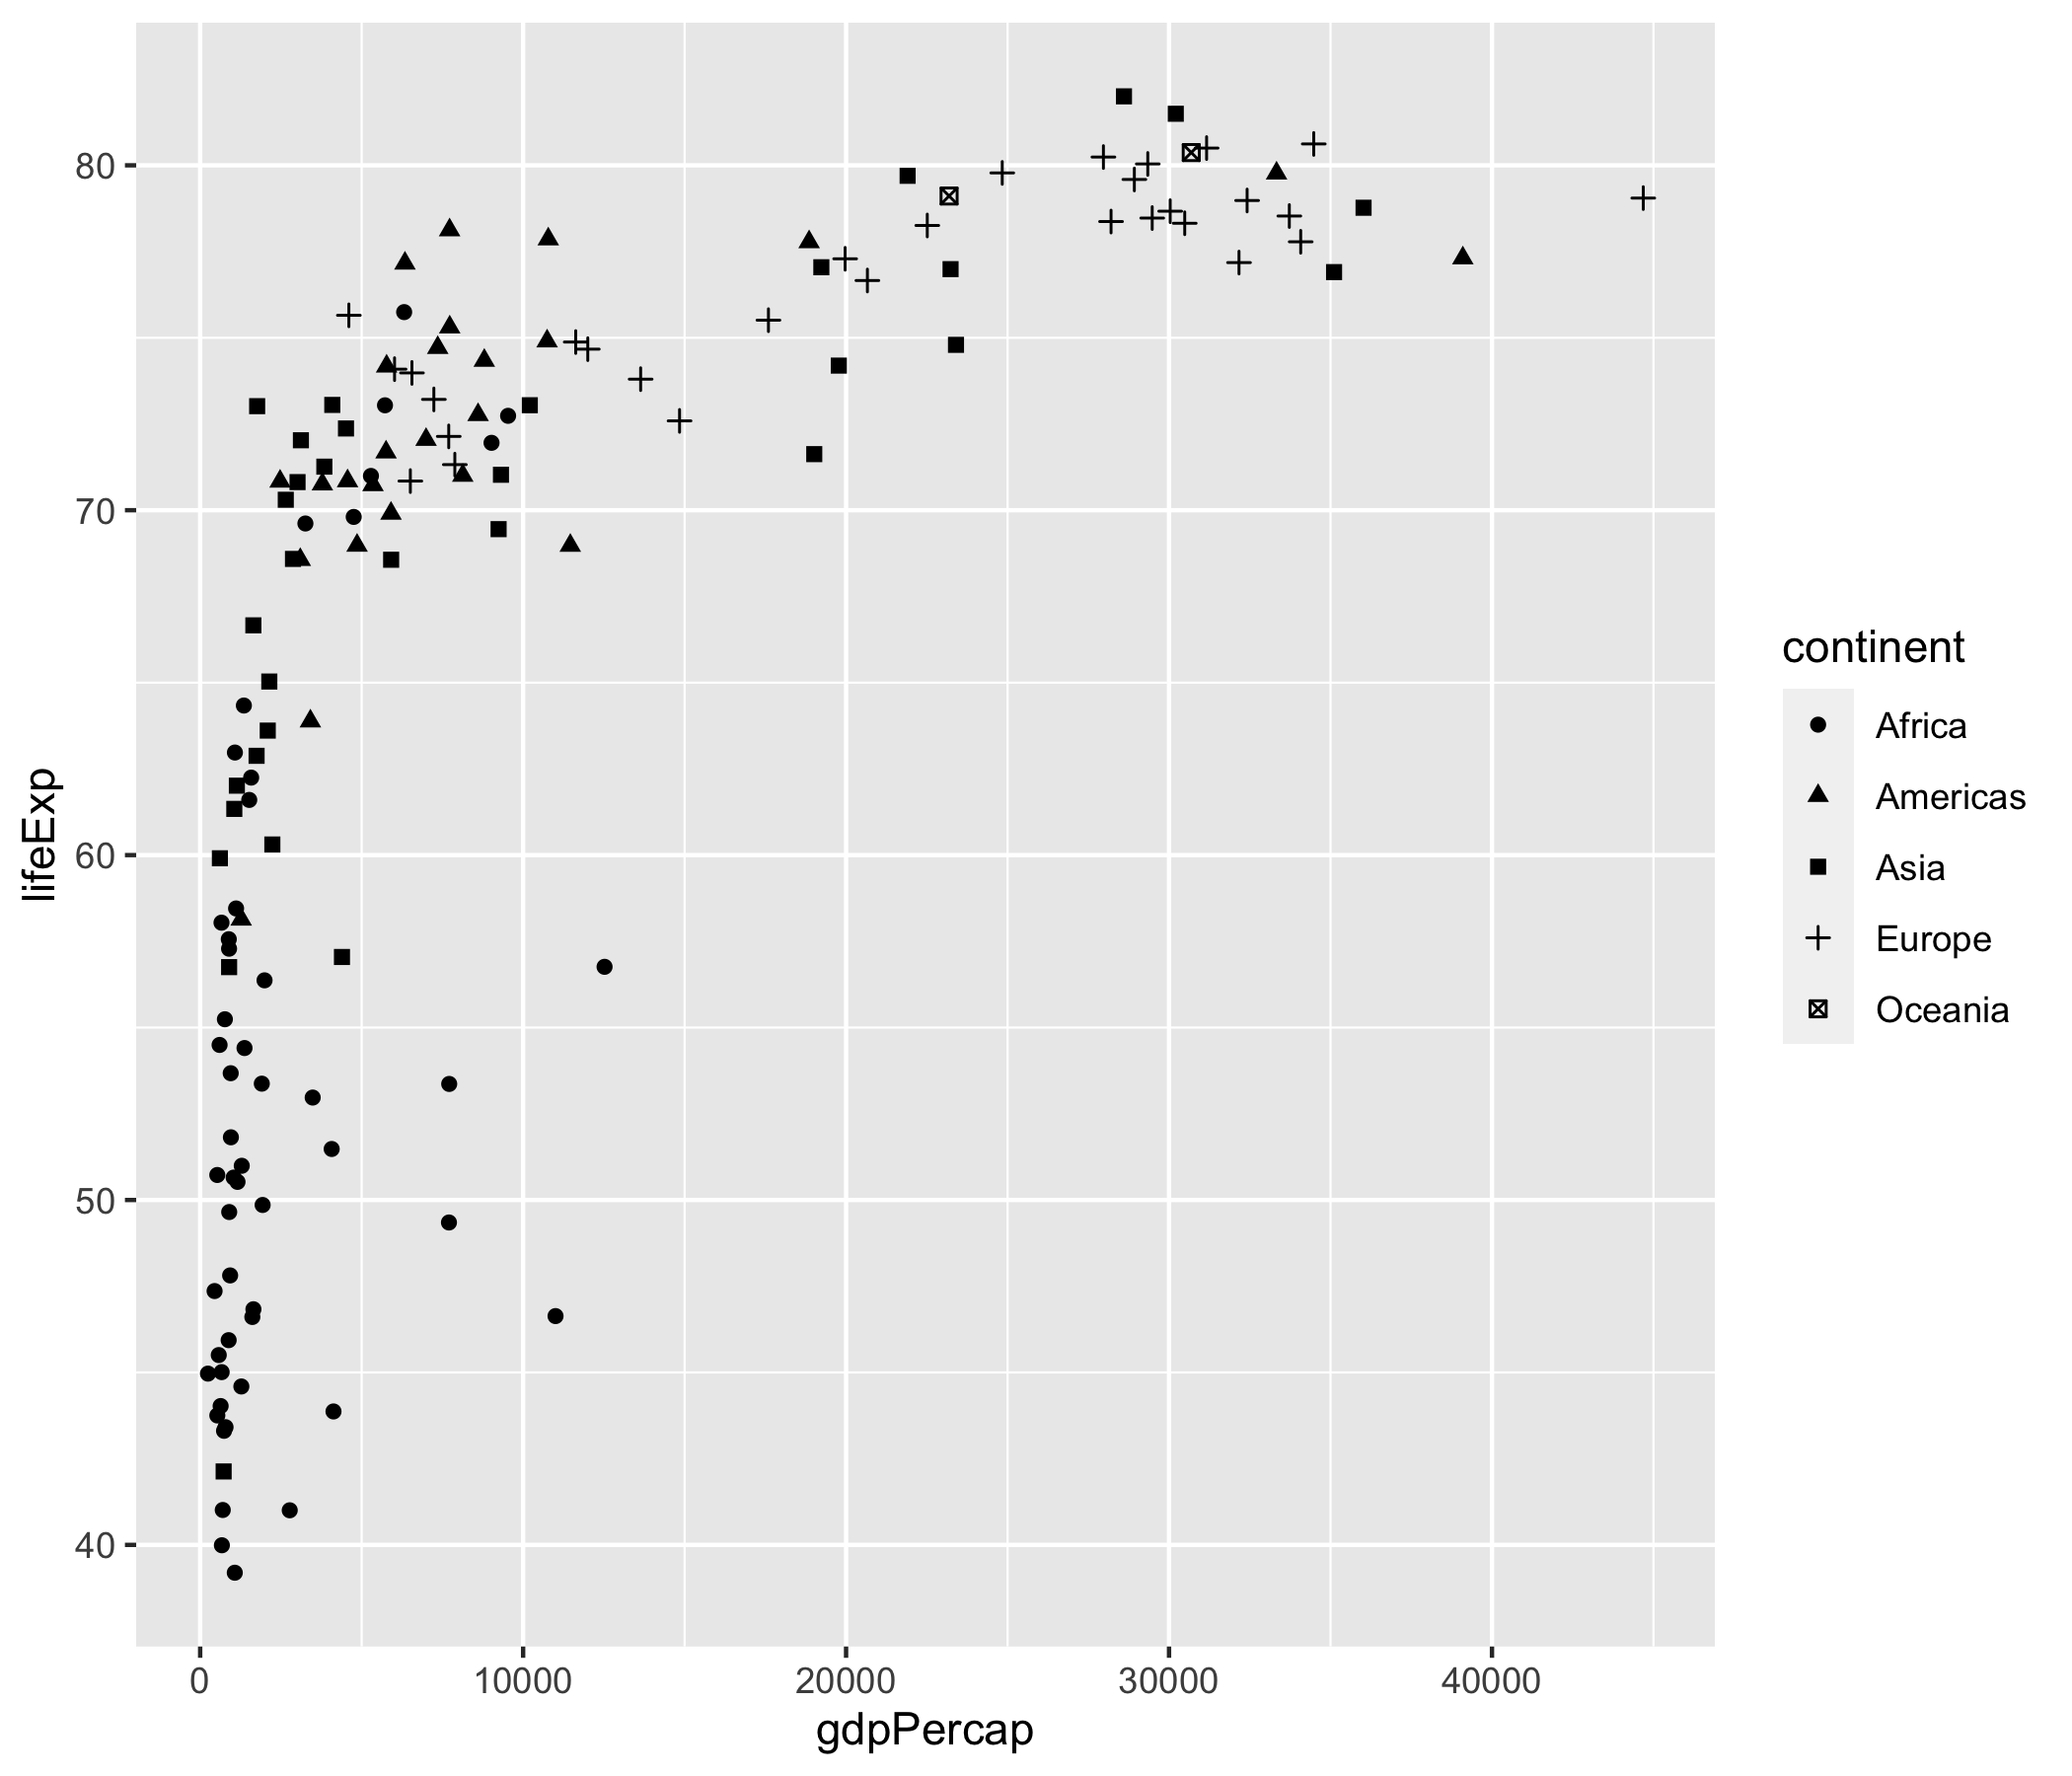 80
70
60
50
40
lifeExp
0 10000 20000 30000 40000
gdpPercap
continent
Africa
Americas
Asia
Europe
Oceania